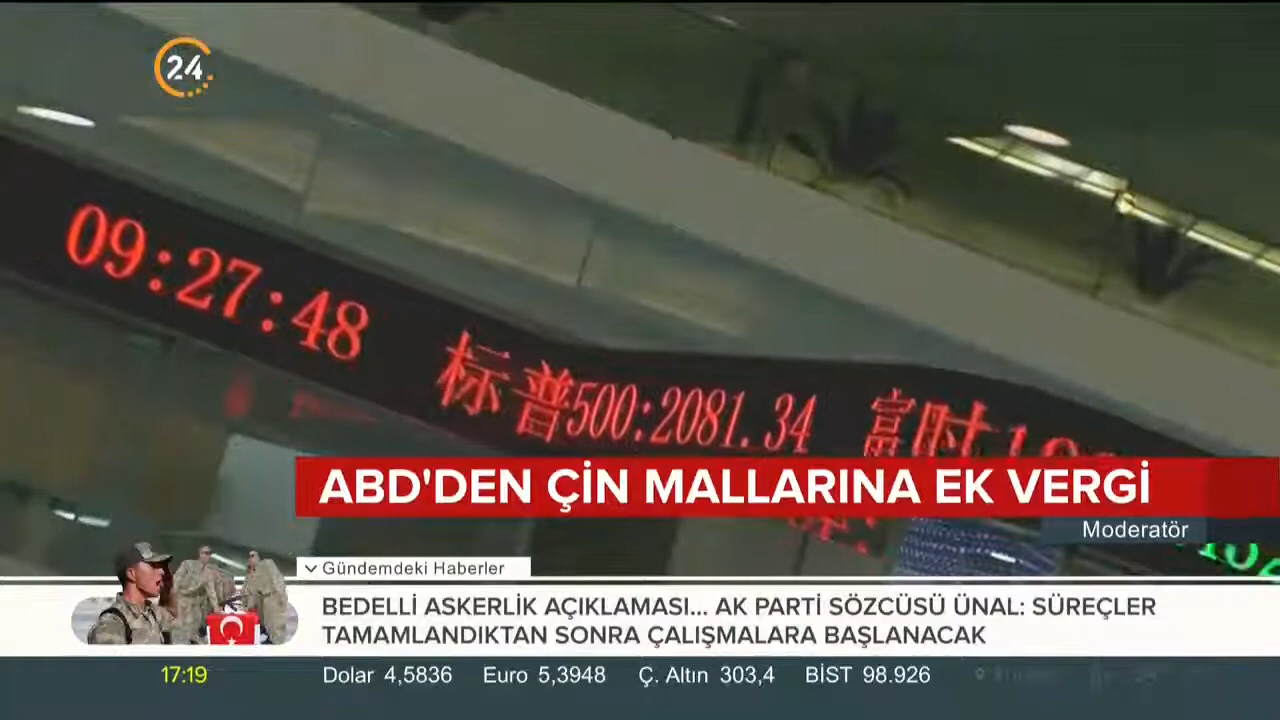 24
09:27:48 标普500:2081.34 富时
ABD'DEN ÇİN MALLARINA EK VERGİ
Moderatör
Gündemdeki Haberler
BEDELLİ ASKERLİK AÇIKLAMASI... AK PARTİ SÖZCÜSÜ ÜNAL: SÜREÇLER
TAMAMLANDIKTAN SONRA ÇALIŞMALARA BAŞLANACAK
17:19 Dolar 4,5836 Euro 5,3948 Ç. Altın 303,4 BİST 98.926